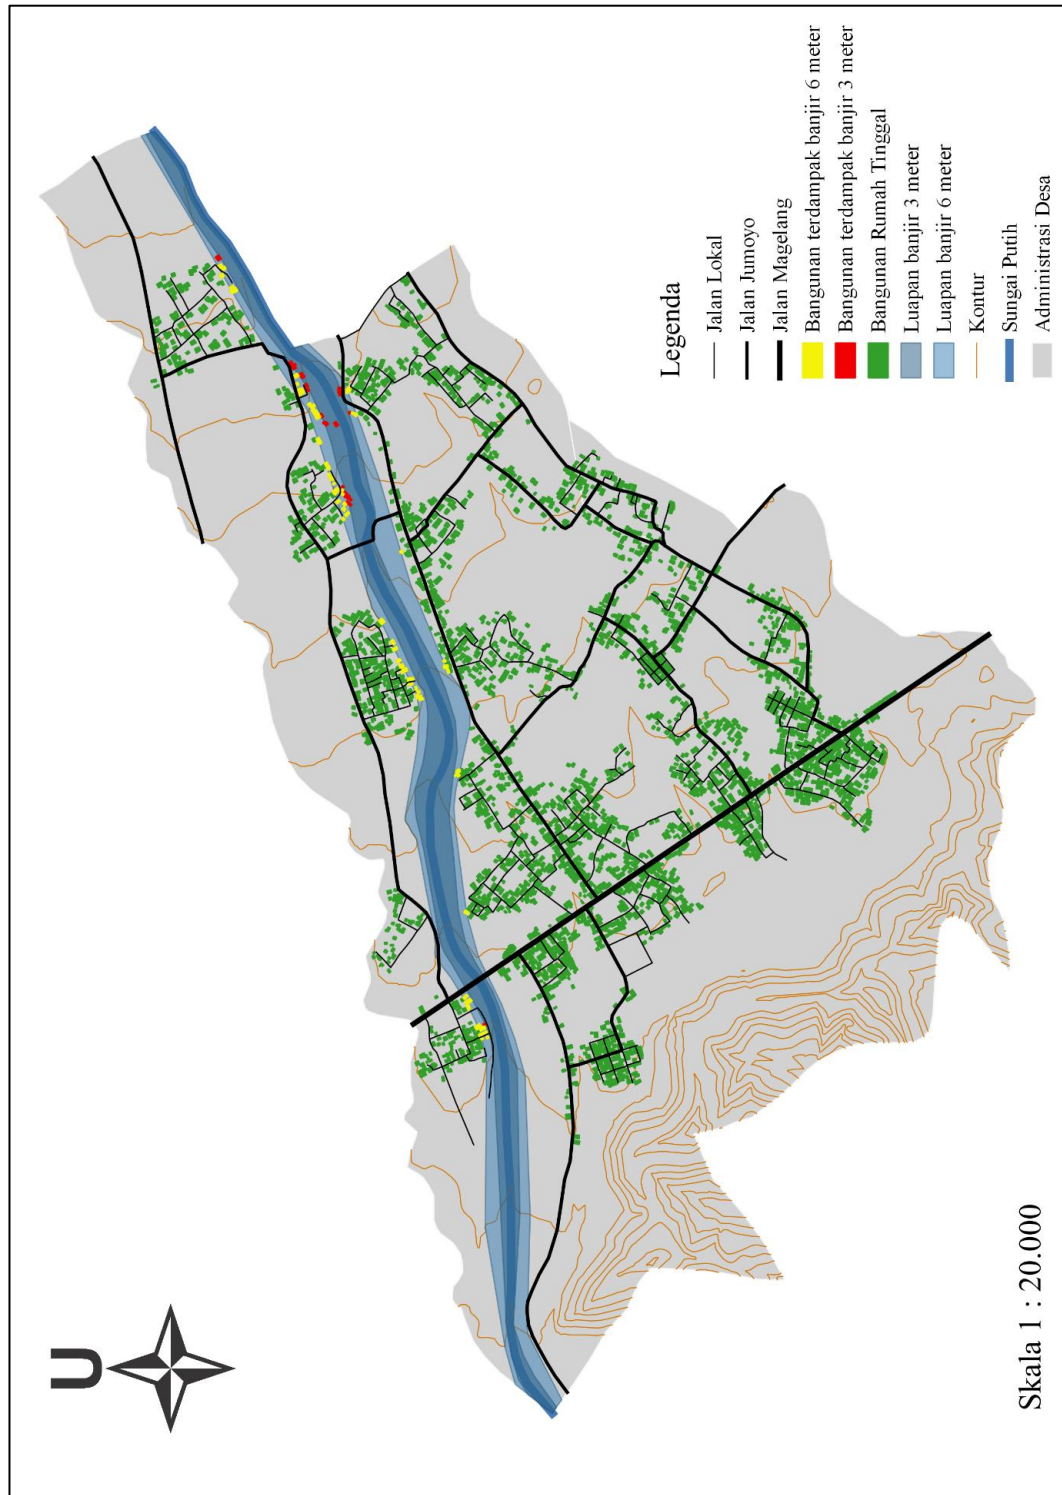 U
Legenda
Jalan Lokal
Jalan Jumoyo
Jalan Magelang
Bangunan terdampak banjir 6 meter
Bangunan terdampak banjir 3 meter
Bangunan Rumah Tinggal
Luapan banjir 3 meter
Luapan banjir 6 meter
Kontur
Sungai Putih
Administrasi Desa
Skala 1 : 20.000